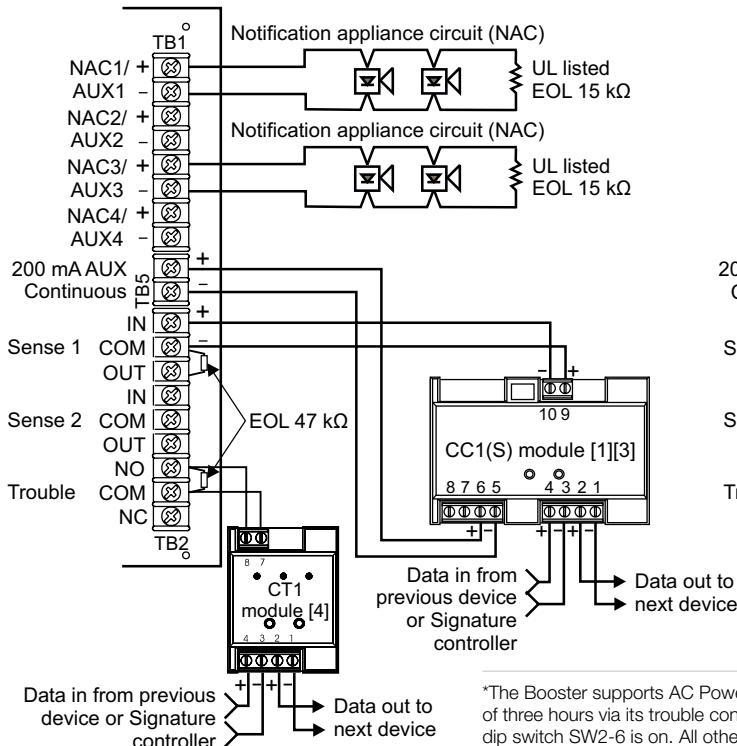 TB1
Notification appliance circuit (NAC)
NAC1/ +
AUX1 −
UL listed
EOL 15 kΩ
NAC2/ +
AUX2 −
Notification appliance circuit (NAC)
NAC3/ +
AUX3 −
UL listed
EOL 15 kΩ
NAC4/ +
AUX4 −
200 mA AUX
Continuous
TB5
+
−
20
C
IN
+
Sense 1 COM
−
S
OUT
IN
Sense 2 COM
S
OUT
EOL 47 kΩ
NO
Trouble COM
Tr
NC
TB2
− +
10 9
CC1(S) module [1][3]
8 7 6 5 4 3 2 1
+ − + − + −
Data in from
previous device
or Signature
controller
Data out to
next device
8 7
CT1
module [4]
4 3 2 1
+ − + −
Data in from previous
device or Signature
controller
Data out to
next device
*The Booster supports AC Powe
of three hours via its trouble con
dip switch SW2-6 is on. All othe